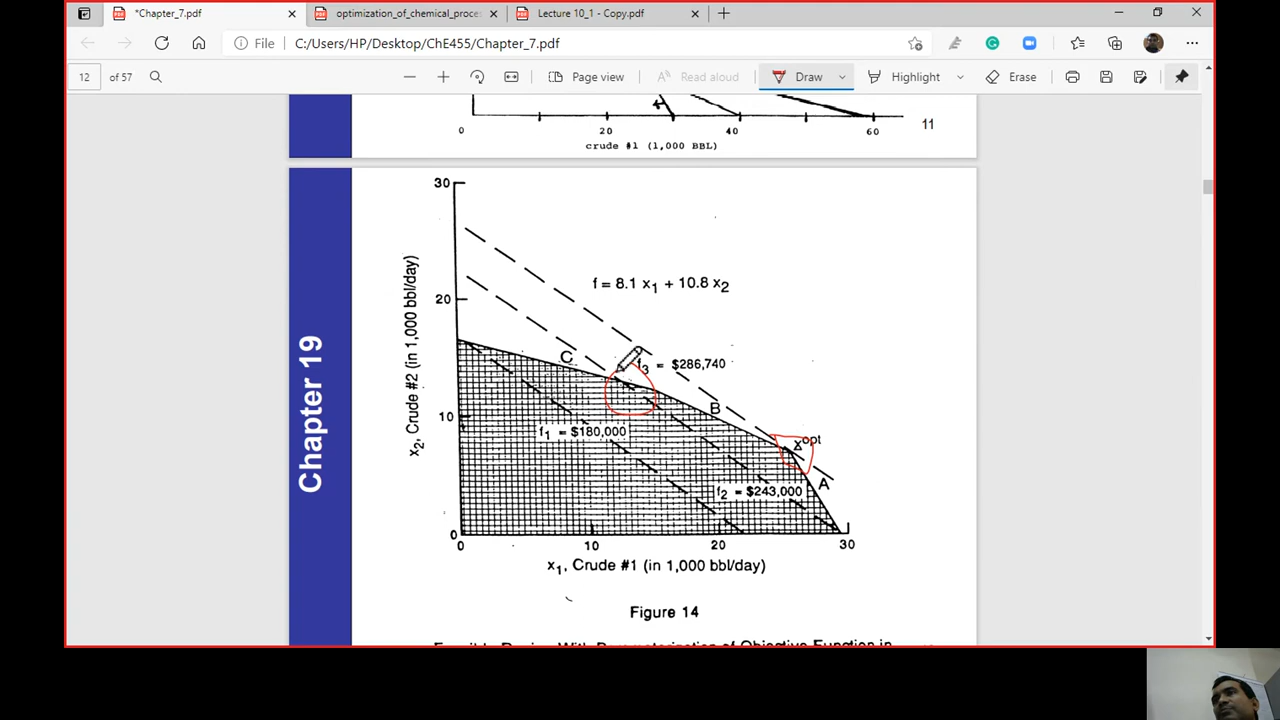 *Chapter_7.pdf
optimization_of_chemical_proce
Lecture 10_1 - Copy.pdf
File
C:/Users/HP/Desktop/ChE455/Chapter_7.pdf
12 of 57
Page view
Read aloud
Draw
Highlight
Erase
0 20 40 60
crude #1 (1,000 BBL)
11
Chapter 19
30
20
10
0
x2, Crude #2 (in 1,000 bbl/day)
f = 8.1 x1 + 10.8 x2
C
f3 = $286,740
B
f1 = $180,000
xopt
A
f2 = $243,000
0 10 20 30
x1, Crude #1 (in 1,000 bbl/day)
Figure 14
Feasible Region With Parameterization of Objective Function in